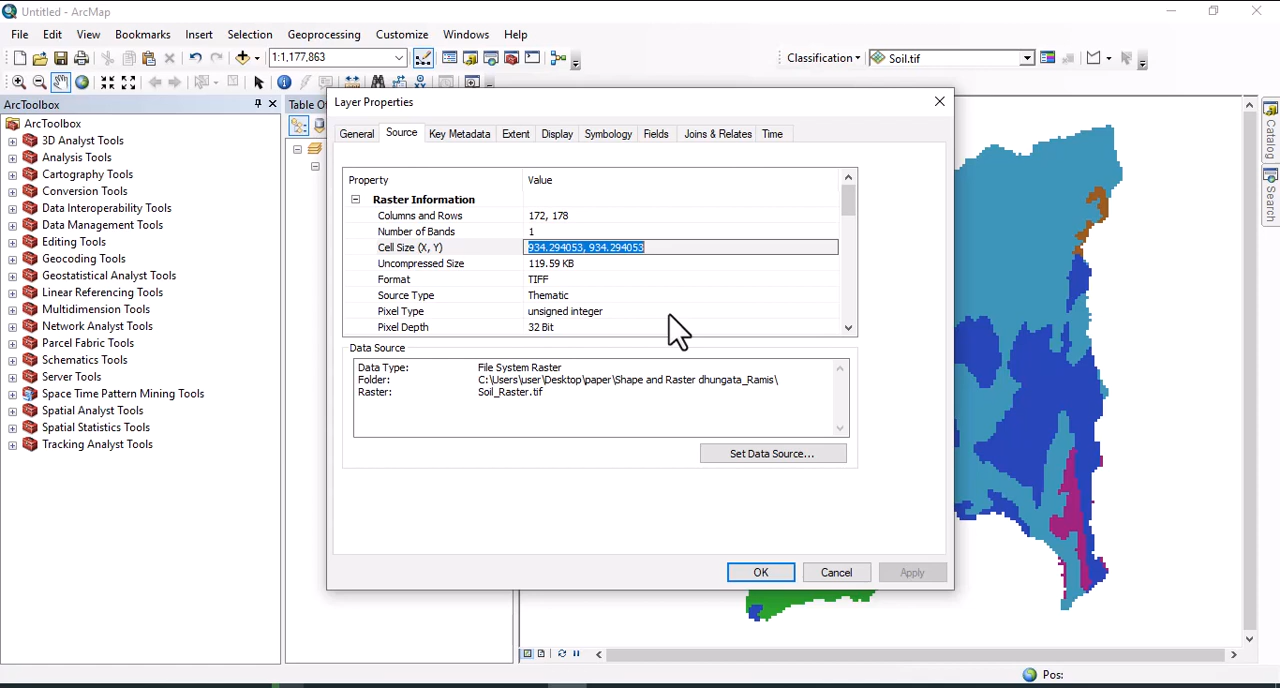 Untitled - ArcMap
File Edit View Bookmarks Insert Selection Geoprocessing Customize Windows Help
1:1,177,863
Classification
Soil.tif
ArcToolbox
Table O
Layer Properties
ArcToolbox
3D Analyst Tools
Analysis Tools
Cartography Tools
Conversion Tools
Data Interoperability Tools
Data Management Tools
Editing Tools
Geocoding Tools
Geostatistical Analyst Tools
Linear Referencing Tools
Multidimension Tools
Network Analyst Tools
Parcel Fabric Tools
Schematics Tools
Server Tools
Space Time Pattern Mining Tools
Spatial Analyst Tools
Spatial Statistics Tools
Tracking Analyst Tools
General Source Key Metadata Extent Display Symbology Fields Joins & Relates Time
Property Value
Raster Information
Columns and Rows 172, 178
Number of Bands 1
Cell Size (X, Y) 934.294053, 934.294053
Uncompressed Size 119.59 KB
Format TIFF
Source Type Thematic
Pixel Type unsigned integer
Pixel Depth 32 Bit
Data Source
Data Type: File System Raster
Folder: C:\Users\user\Desktop\paper\Shape and Raster dhungata_Ramis\
Raster: Soil_Raster.tif
Set Data Source...
OK Cancel Apply
Catalog
Search
Pos: